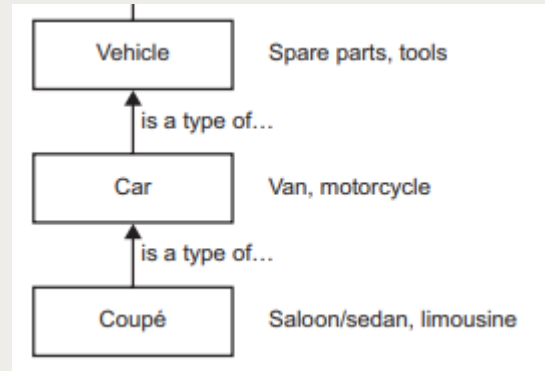 Vehicle Spare parts, tools
is a type of…
Car Van, motorcycle
is a type of…
Coupé Saloon/sedan, limousine